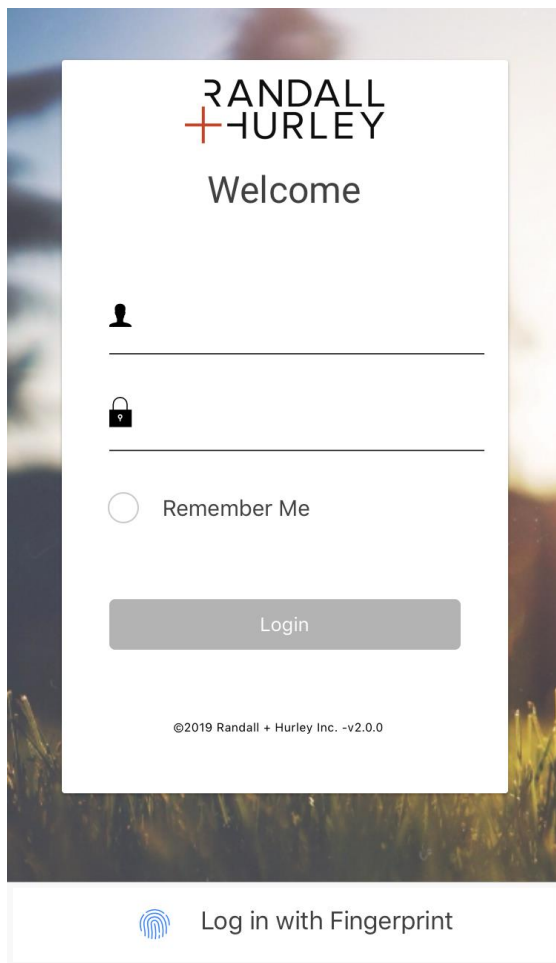 RANDALL
+HURLEY
Welcome
Remember Me
Login
©2019 Randall + Hurley Inc. -v2.0.0
Log in with Fingerprint